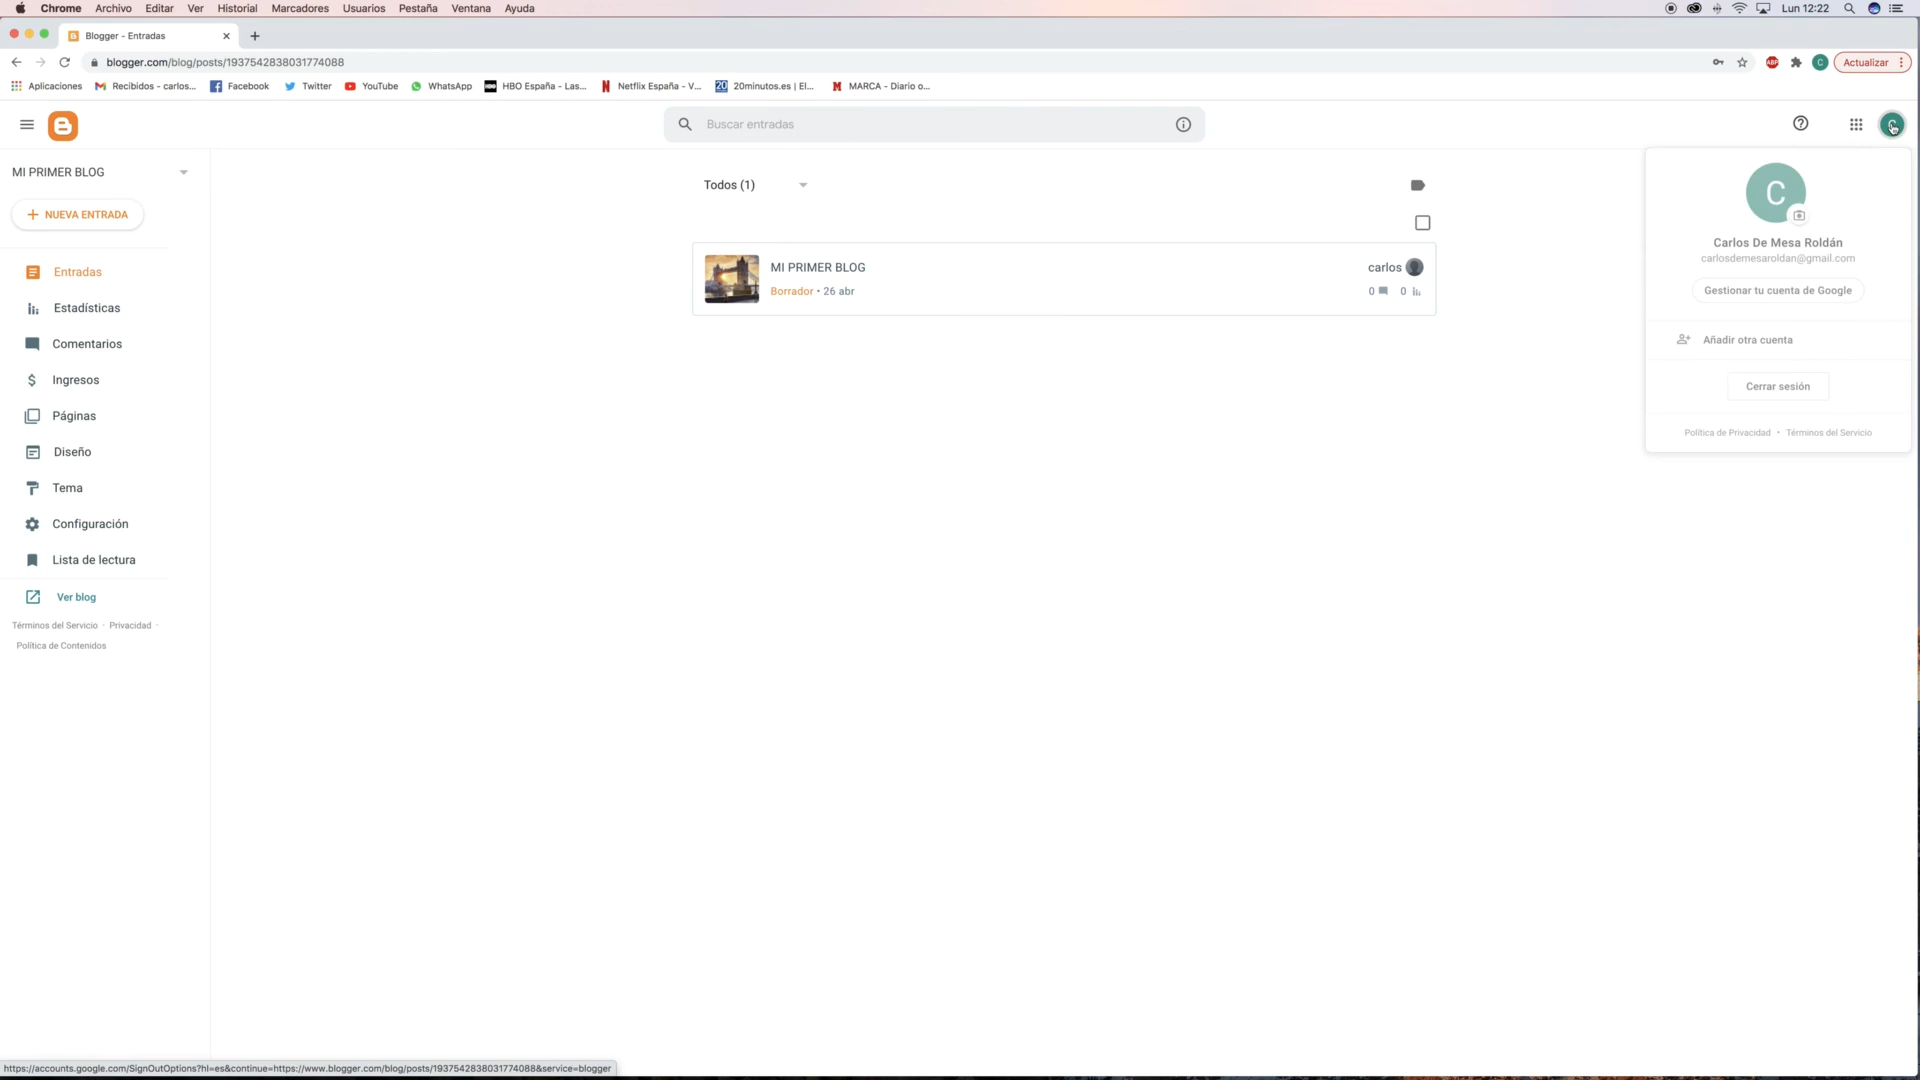 Chrome Archivo Editar Ver Historial Marcadores Usuarios Pestaña Ventana Ayuda Lun 12:22
Blogger - Entradas
blogger.com/blog/posts/1937542838031774088 ABP C Actualizar
Aplicaciones Recibidos - carlos... Facebook Twitter YouTube WhatsApp HBO España - Las... Netflix España - V... 20 20minutos.es | El... MARCA - Diario o...
Buscar entradas
MI PRIMER BLOG
Todos (1)
NUEVA ENTRADA
C
Carlos De Mesa Roldán
carlosdemesaroldan@gmail.com
Gestionar tu cuenta de Google
Añadir otra cuenta
Cerrar sesión
Política de Privacidad • Términos del Servicio
MI PRIMER BLOG carlos
Borrador • 26 abr 0 0
Entradas
Estadísticas
Comentarios
Ingresos
Páginas
Diseño
Tema
Configuración
Lista de lectura
Ver blog
Términos del Servicio · Privacidad ·
Política de Contenidos
https://accounts.google.com/SignOutOptions?hl=es&continue=https://www.blogger.com/blog/posts/1937542838031774088&service=blogger